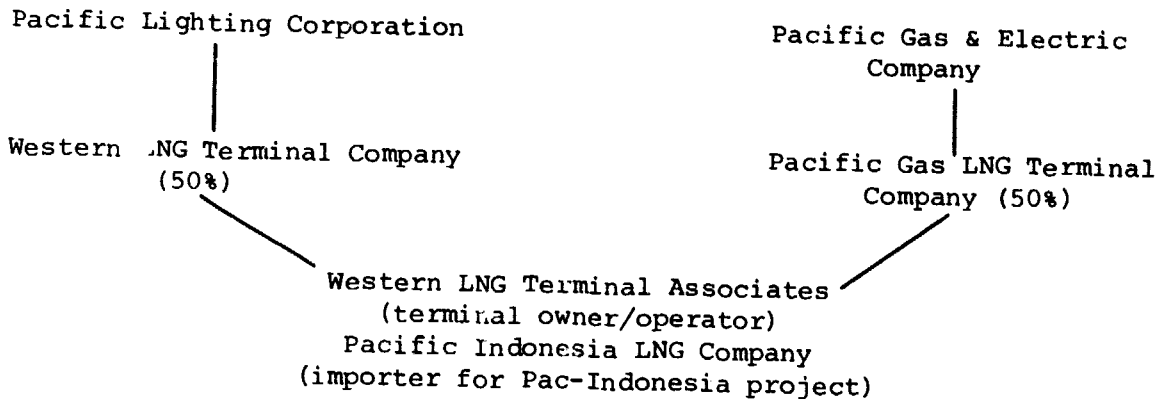 Pacific Lighting Corporation
Pacific Gas & Electric
Company
Western LNG Terminal Company
(50%)
Pacific Gas LNG Terminal
Company (50%)
Western LNG Terminal Associates
(terminal owner/operator)
Pacific Indonesia LNG Company
(importer for Pac-Indonesia project)